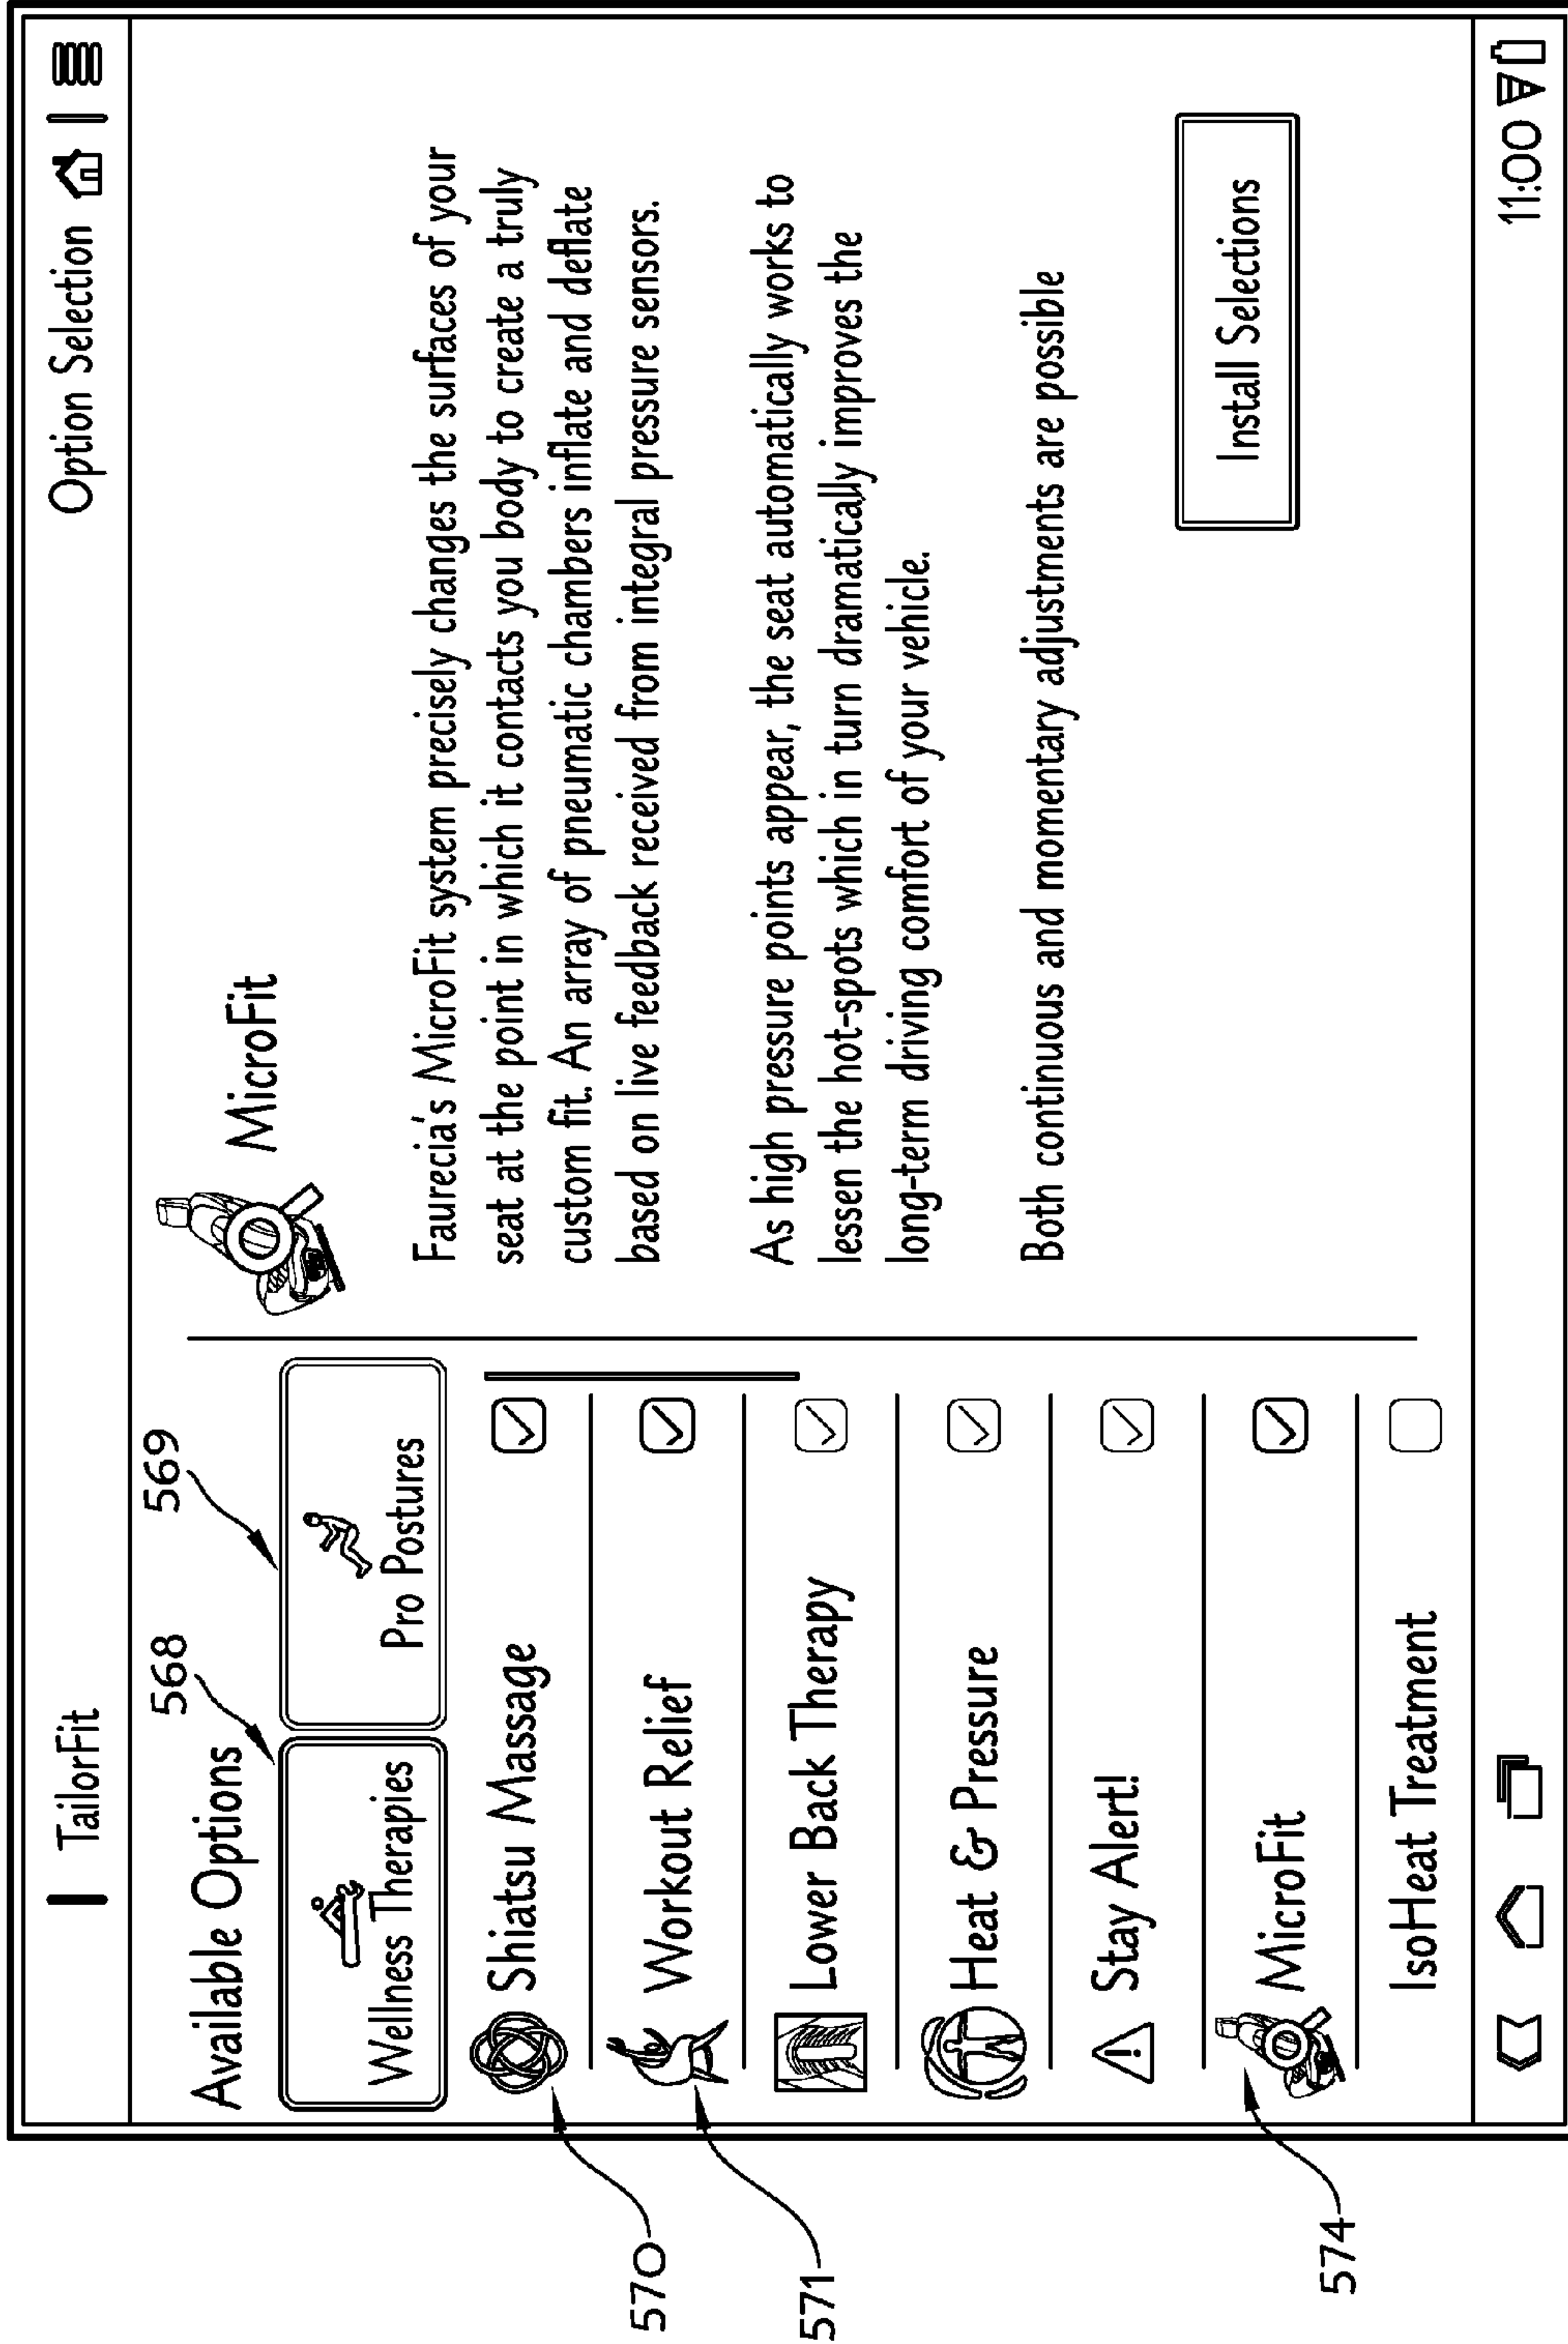 TailorFit
Option Selection
Available Options
568
569
Wellness Therapies
Pro Postures
570
Shiatsu Massage
571
Workout Relief
Lower Back Therapy
Heat & Pressure
Stay Alert!
574
MicroFit
IsoHeat Treatment
MicroFit
Faurecia's MicroFit system precisely changes the surfaces of your
seat at the point in which it contacts you body to create a truly
custom fit. An array of pneumatic chambers inflate and deflate
based on live feedback received from integral pressure sensors.
As high pressure points appear, the seat automatically works to
lessen the hot-spots which in turn dramatically improves the
long-term driving comfort of your vehicle.
Both continuous and momentary adjustments are possible
Install Selections
11:00